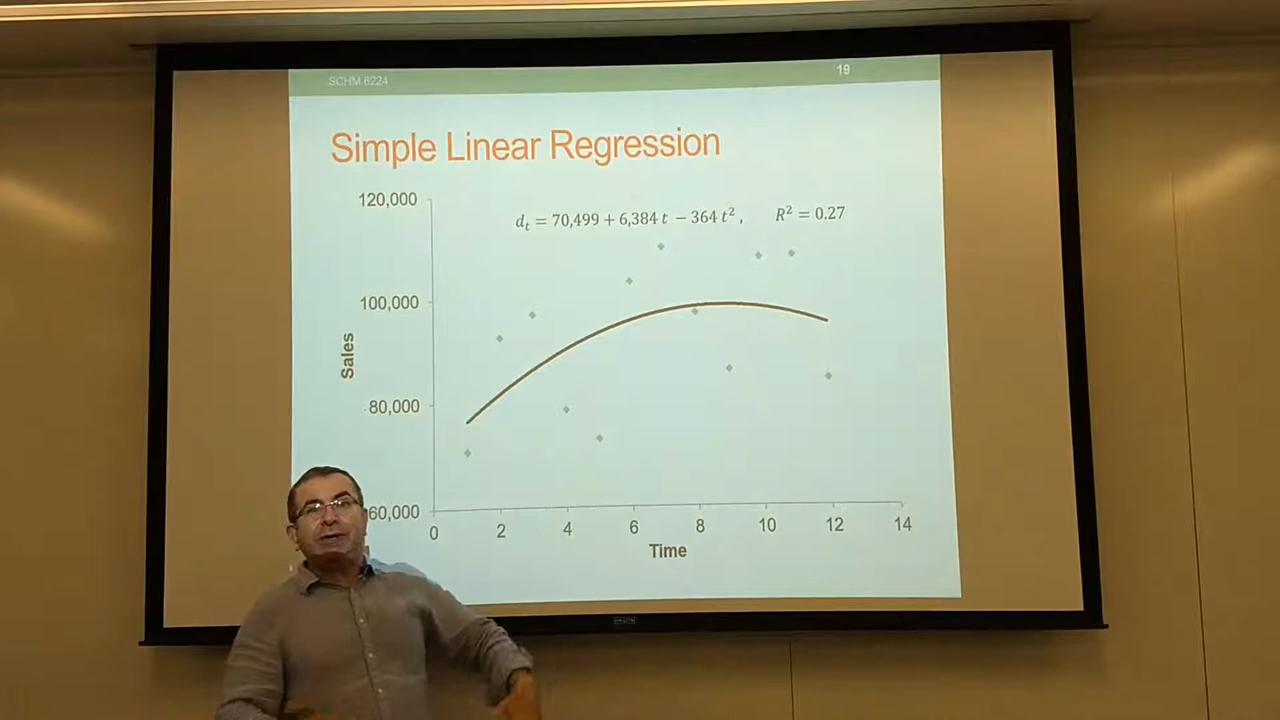 SCHM 6224
19
Simple Linear Regression
120,000
100,000
80,000
60,000
Sales
d_t = 70,499 + 6,384 t − 364 t², R² = 0.27
0 2 4 6 8 10 12 14
Time